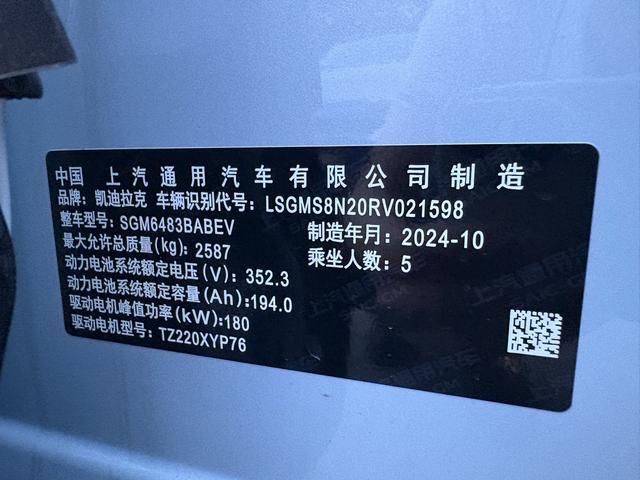 中国 上汽通用汽车有限公司制造
品牌：凯迪拉克 车辆识别代号：LSGMS8N20RV021598
整车型号：SGM6483BABEV 制造年月：2024-10
最大允许总质量(kg)：2587 乘坐人数：5
动力电池系统额定电压(V)：352.3
动力电池系统额定容量(Ah)：194.0
驱动电机峰值功率(kW)：180
驱动电机型号：TZ220XYP76